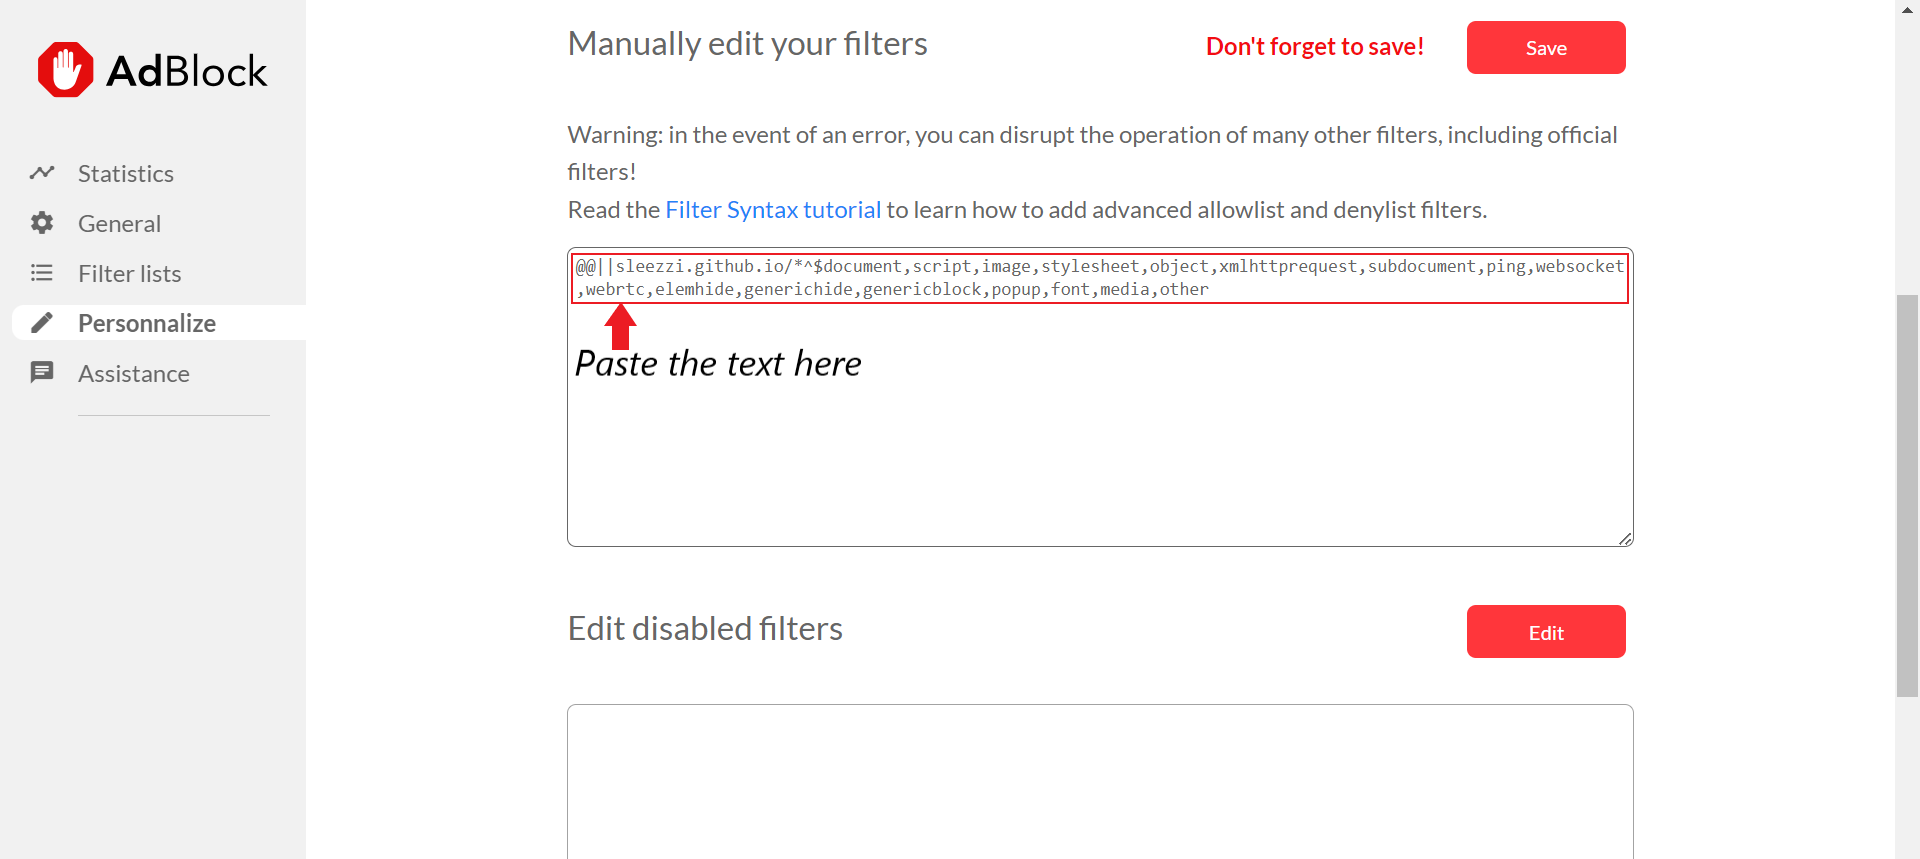 AdBlock
Statistics
General
Filter lists
Personnalize
Assistance
Manually edit your filters
Don't forget to save!
Save
Warning: in the event of an error, you can disrupt the operation of many other filters, including official
filters!
Read the Filter Syntax tutorial to learn how to add advanced allowlist and denylist filters.
@@||sleezzi.github.io/*^$document,script,image,stylesheet,object,xmlhttprequest,subdocument,ping,websocket
,webrtc,elemhide,generichide,genericblock,popup,font,media,other
Paste the text here
Edit disabled filters
Edit